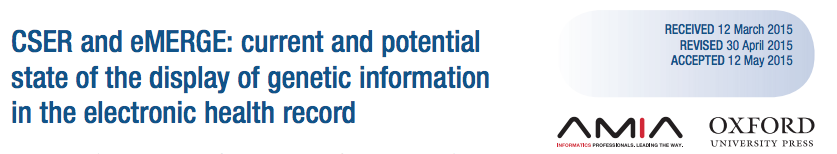 CSER and eMERGE: current and potential
state of the display of genetic information
in the electronic health record
RECEIVED 12 March 2015
REVISED 30 April 2015
ACCEPTED 12 May 2015
AMIA
INFORMATICS PROFESSIONALS. LEADING THE WAY.
OXFORD
UNIVERSITY PRESS